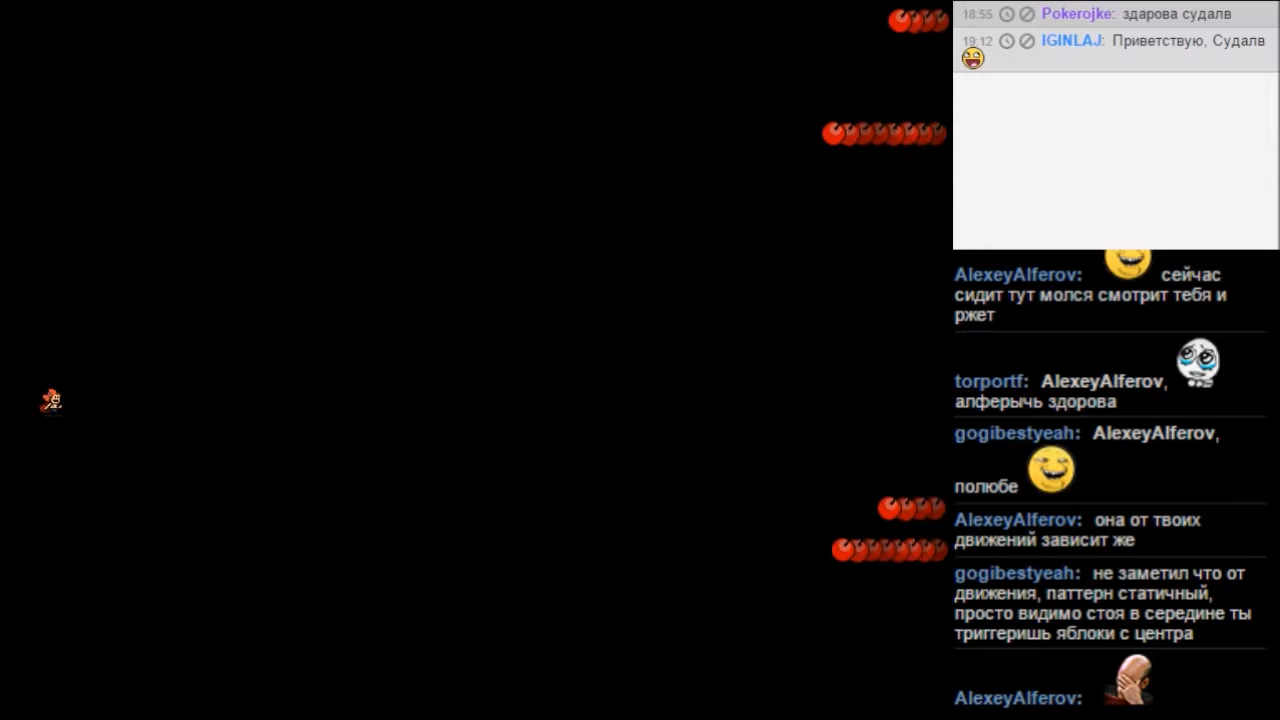 18:55 Pokerojke: здарова судалв
19:12 IGINLAJ: Приветствую, Судалв
AlexeyAlferov: сейчас
сидит тут молся смотрит тебя и
ржет
torportf: AlexeyAlferov,
алферычь здорова
gogibestyeah: AlexeyAlferov,
полюбе
AlexeyAlferov: она от твоих
движений зависит же
gogibestyeah: не заметил что от
движения, паттерн статичный,
просто видимо стоя в середине ты
триггеришь яблоки с центра
AlexeyAlferov: